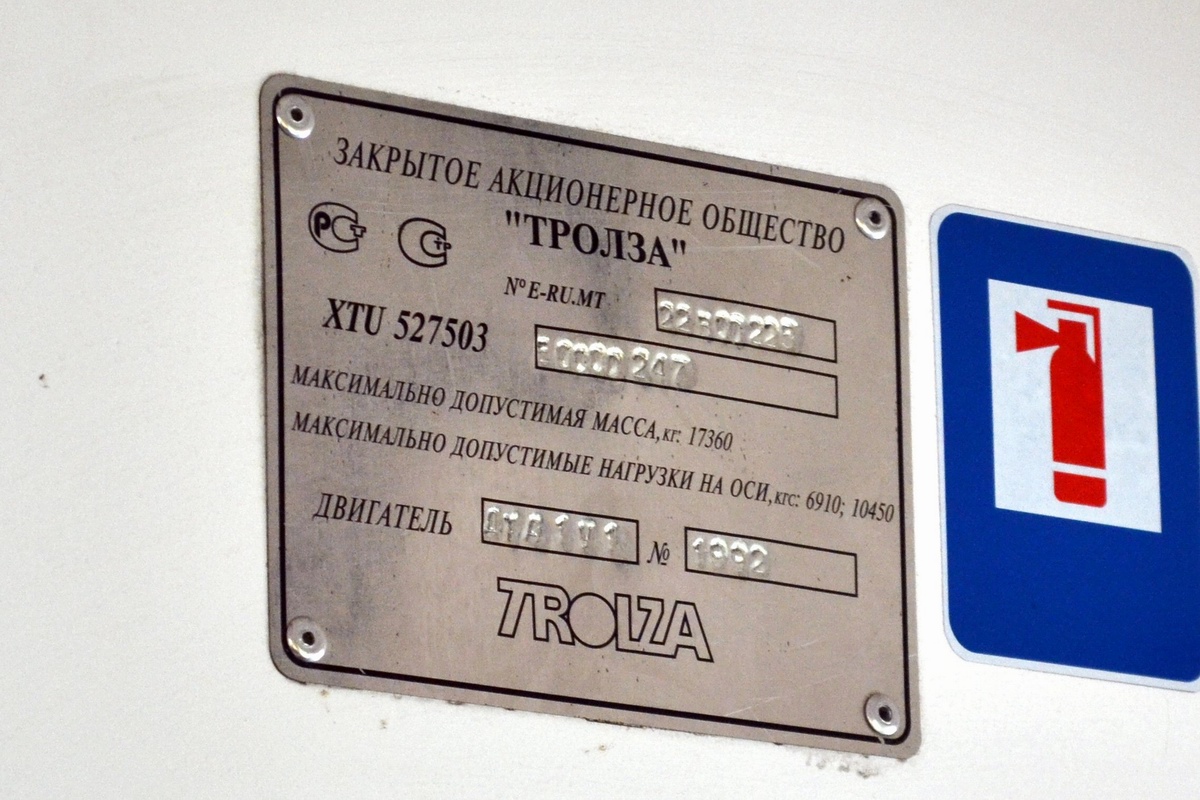 ЗАКРЫТОЕ АКЦИОНЕРНОЕ ОБЩЕСТВО
"ТРОЛЗА"
№ E-RU.MT
XTU 527503
МАКСИМАЛЬНО ДОПУСТИМАЯ МАССА, кг: 17360
МАКСИМАЛЬНО ДОПУСТИМЫЕ НАГРУЗКИ НА ОСИ, кгс: 6910; 10450
ДВИГАТЕЛЬ № 1992
TROLZA